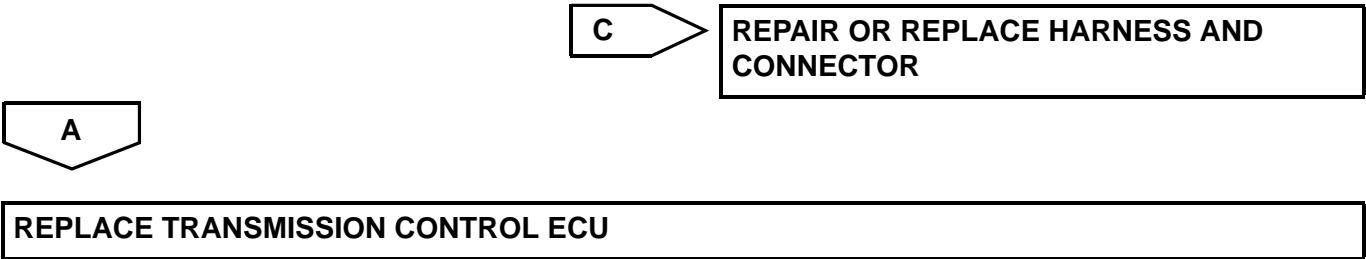 C
REPAIR OR REPLACE HARNESS AND
CONNECTOR
A
REPLACE TRANSMISSION CONTROL ECU